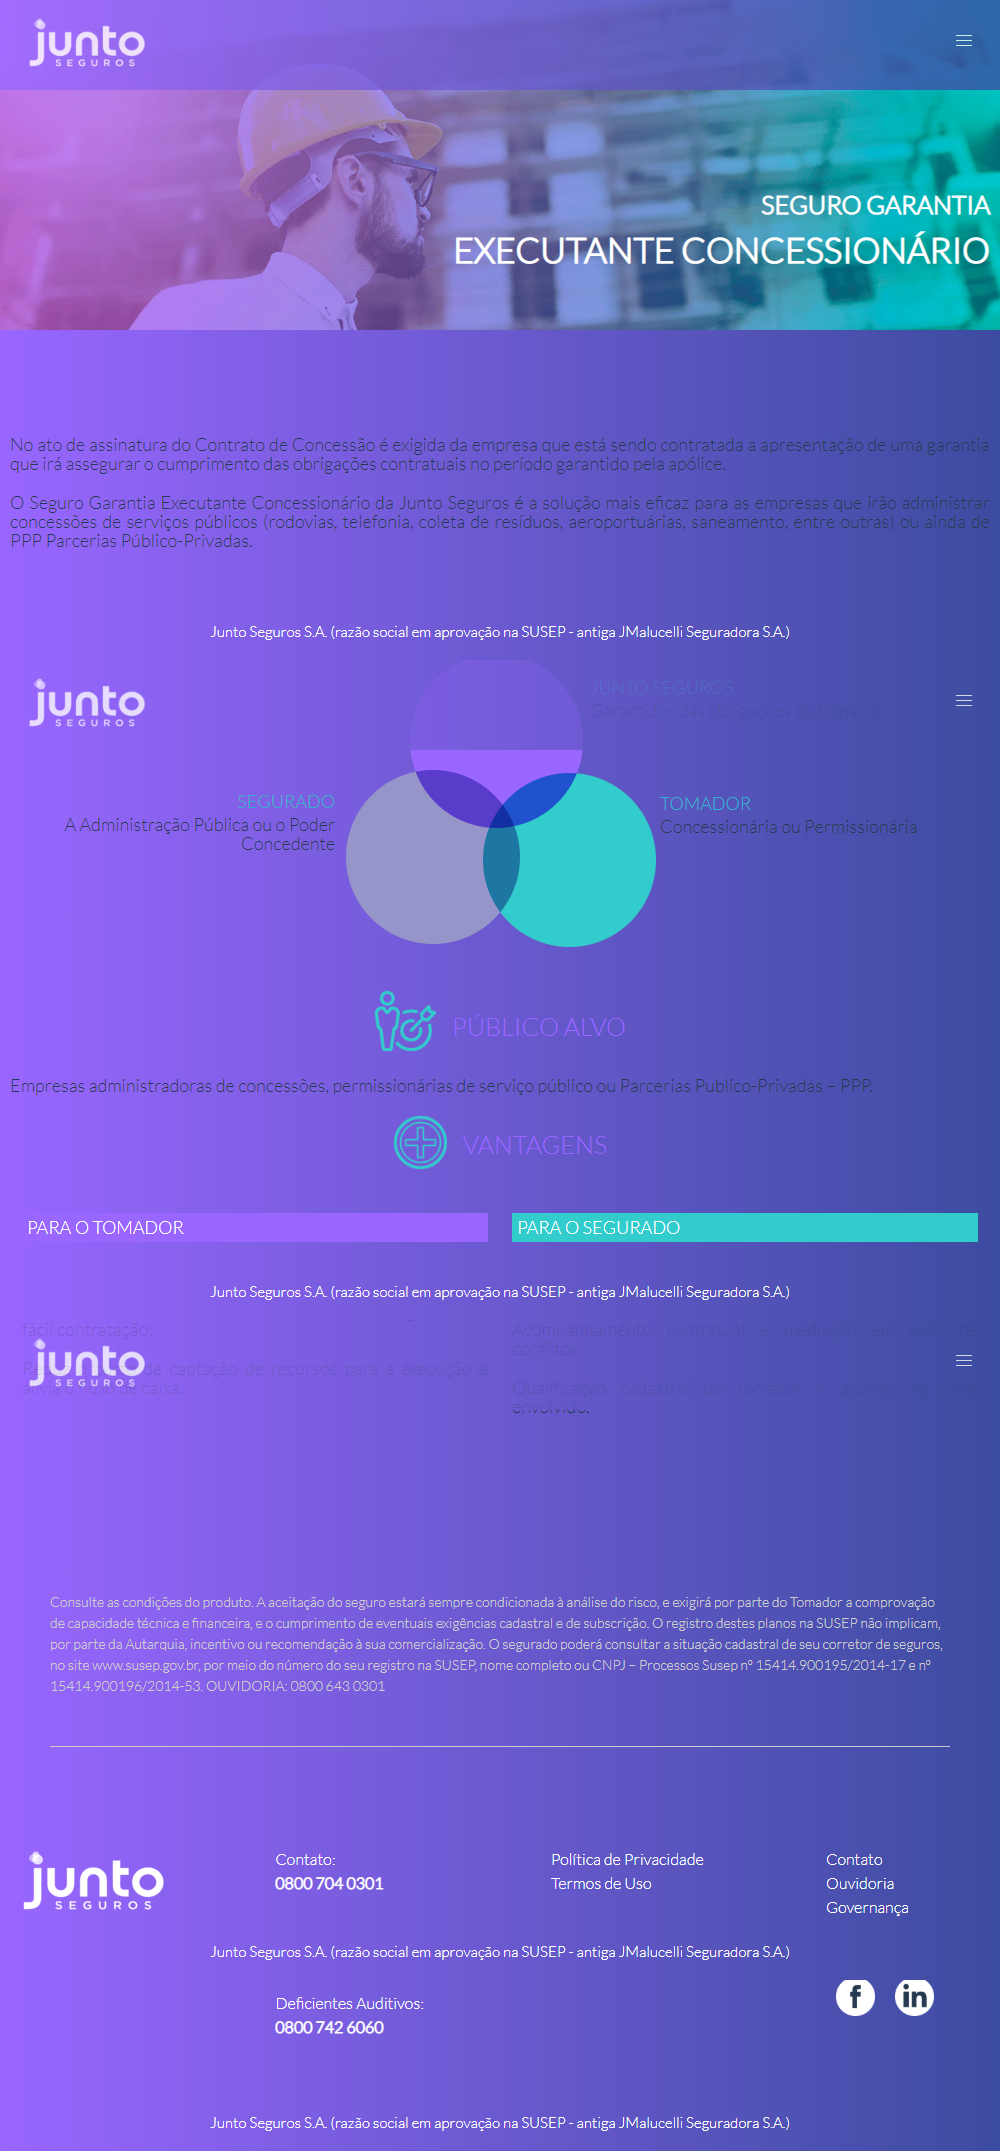 junto
SEGUROS
SEGURO GARANTIA
EXECUTANTE CONCESSIONÁRIO
No ato de assinatura do Contrato de Concessão é exigida da empresa que está sendo contratada a apresentação de uma garantia
que irá assegurar o cumprimento das obrigações contratuais no período garantido pela apólice.
O Seguro Garantia Executante Concessionário da Junto Seguros é a solução mais eficaz para as empresas que irão administrar
concessões de serviços públicos (rodovias, telefonia, coleta de resíduos, aeroportuárias, saneamento, entre outras) ou ainda de
PPP Parcerias Público-Privadas.
Junto Seguros S.A. (razão social em aprovação na SUSEP - antiga JMalucelli Seguradora S.A.)
junto
SEGUROS
JUNTO SEGUROS
Garantidor das obrigações do tomador
SEGURADO
A Administração Pública ou o Poder
Concedente
TOMADOR
Concessionária ou Permissionária
PÚBLICO ALVO
Empresas administradoras de concessões, permissionárias de serviço público ou Parcerias Publico-Privadas – PPP.
VANTAGENS
PARA O TOMADOR
PARA O SEGURADO
Junto Seguros S.A. (razão social em aprovação na SUSEP - antiga JMalucelli Seguradora S.A.)
fácil contratação;
de captação de recursos para a execução e
alivia o fluxo de caixa.
Acompanhamento contratual e mediação em caso de
conflitos;
Qualificação cadastral do tomador e análise do risco
envolvido.
junto
SEGUROS
Consulte as condições do produto. A aceitação do seguro estará sempre condicionada à análise do risco, e exigirá por parte do Tomador a comprovação
de capacidade técnica e financeira, e o cumprimento de eventuais exigências cadastral e de subscrição. O registro destes planos na SUSEP não implicam,
por parte da Autarquia, incentivo ou recomendação à sua comercialização. O segurado poderá consultar a situação cadastral de seu corretor de seguros,
no site www.susep.gov.br, por meio do número do seu registro na SUSEP, nome completo ou CNPJ – Processos Susep nº 15414.900195/2014-17 e nº
15414.900196/2014-53. OUVIDORIA: 0800 643 0301
junto
SEGUROS
Contato:
0800 704 0301
Política de Privacidade
Termos de Uso
Contato
Ouvidoria
Governança
Junto Seguros S.A. (razão social em aprovação na SUSEP - antiga JMalucelli Seguradora S.A.)
Deficientes Auditivos:
0800 742 6060
f
in
Junto Seguros S.A. (razão social em aprovação na SUSEP - antiga JMalucelli Seguradora S.A.)